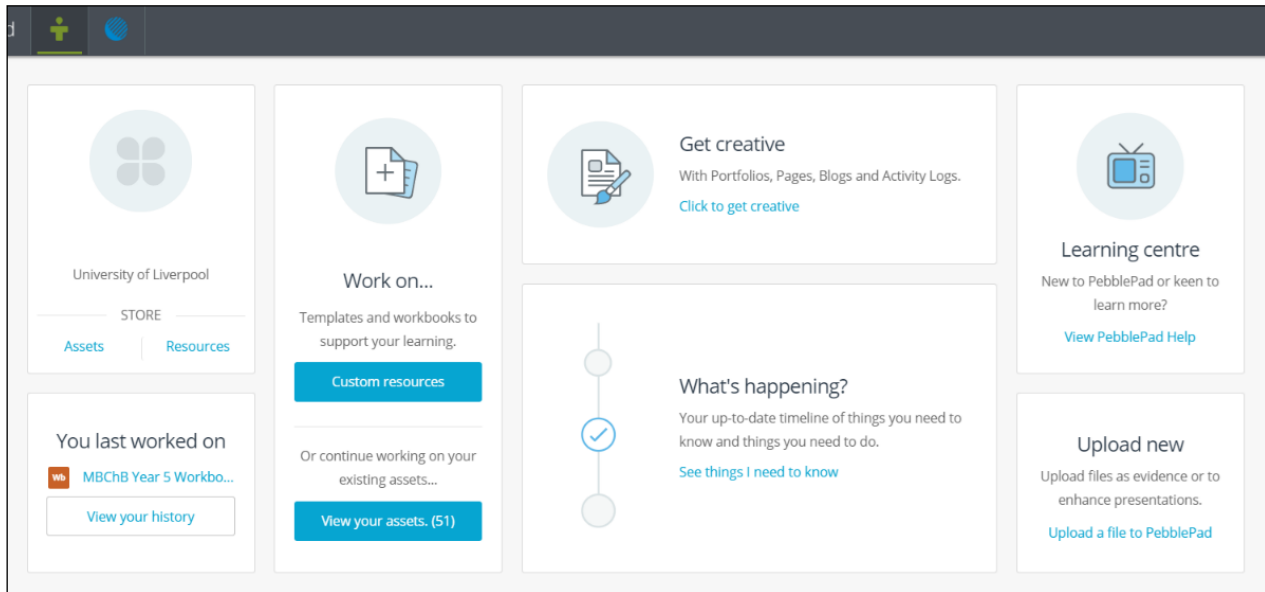 d
University of Liverpool
STORE
Assets
Resources
You last worked on
Wb MBChB Year 5 Workbo...
View your history
Work on...
Templates and workbooks to
support your learning.
Custom resources
Or continue working on your
existing assets...
View your assets. (51)
Get creative
With Portfolios, Pages, Blogs and Activity Logs.
Click to get creative
What's happening?
Your up-to-date timeline of things you need to
know and things you need to do.
See things I need to know
Learning centre
New to PebblePad or keen to
learn more?
View PebblePad Help
Upload new
Upload files as evidence or to
enhance presentations.
Upload a file to PebblePad